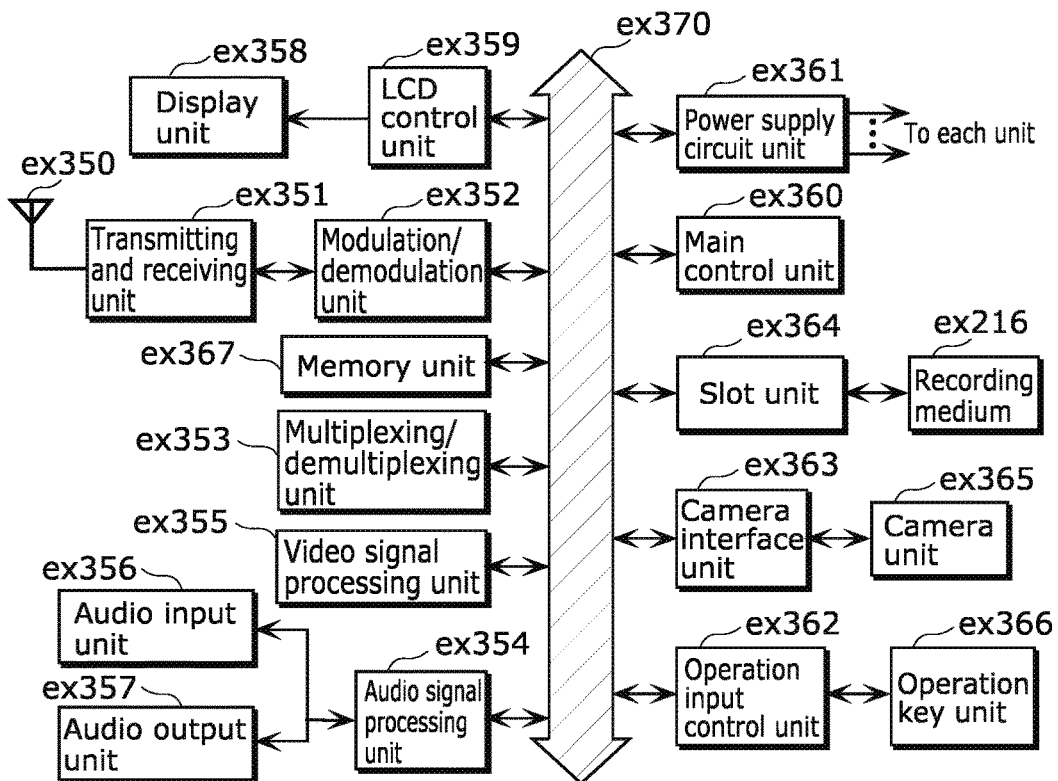 ex370
ex358
Display
unit
ex359
LCD
control
unit
ex361
Power supply
circuit unit
To each unit
ex350
ex351
Transmitting
and receiving
unit
ex352
Modulation/
demodulation
unit
ex360
Main
control unit
ex367
Memory unit
ex364
Slot unit
ex216
Recording
medium
ex353
Multiplexing/
demultiplexing
unit
ex363
Camera
interface
unit
ex365
Camera
unit
ex355
Video signal
processing unit
ex356
Audio input
unit
ex357
Audio output
unit
ex354
Audio signal
processing
unit
ex362
Operation
input
control unit
ex366
Operation
key unit